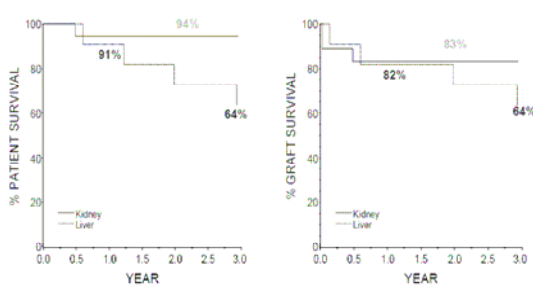 % PATIENT SURVIVAL
100
80
60
40
20
0
94%
91%
64%
Kidney
Liver
0.0 0.5 1.0 1.5 2.0 2.5 3.0
YEAR
% GRAFT SURVIVAL
100
80
60
40
20
0
83%
82%
64%
Kidney
Liver
0.0 0.5 1.0 1.5 2.0 2.5 3.0
YEAR